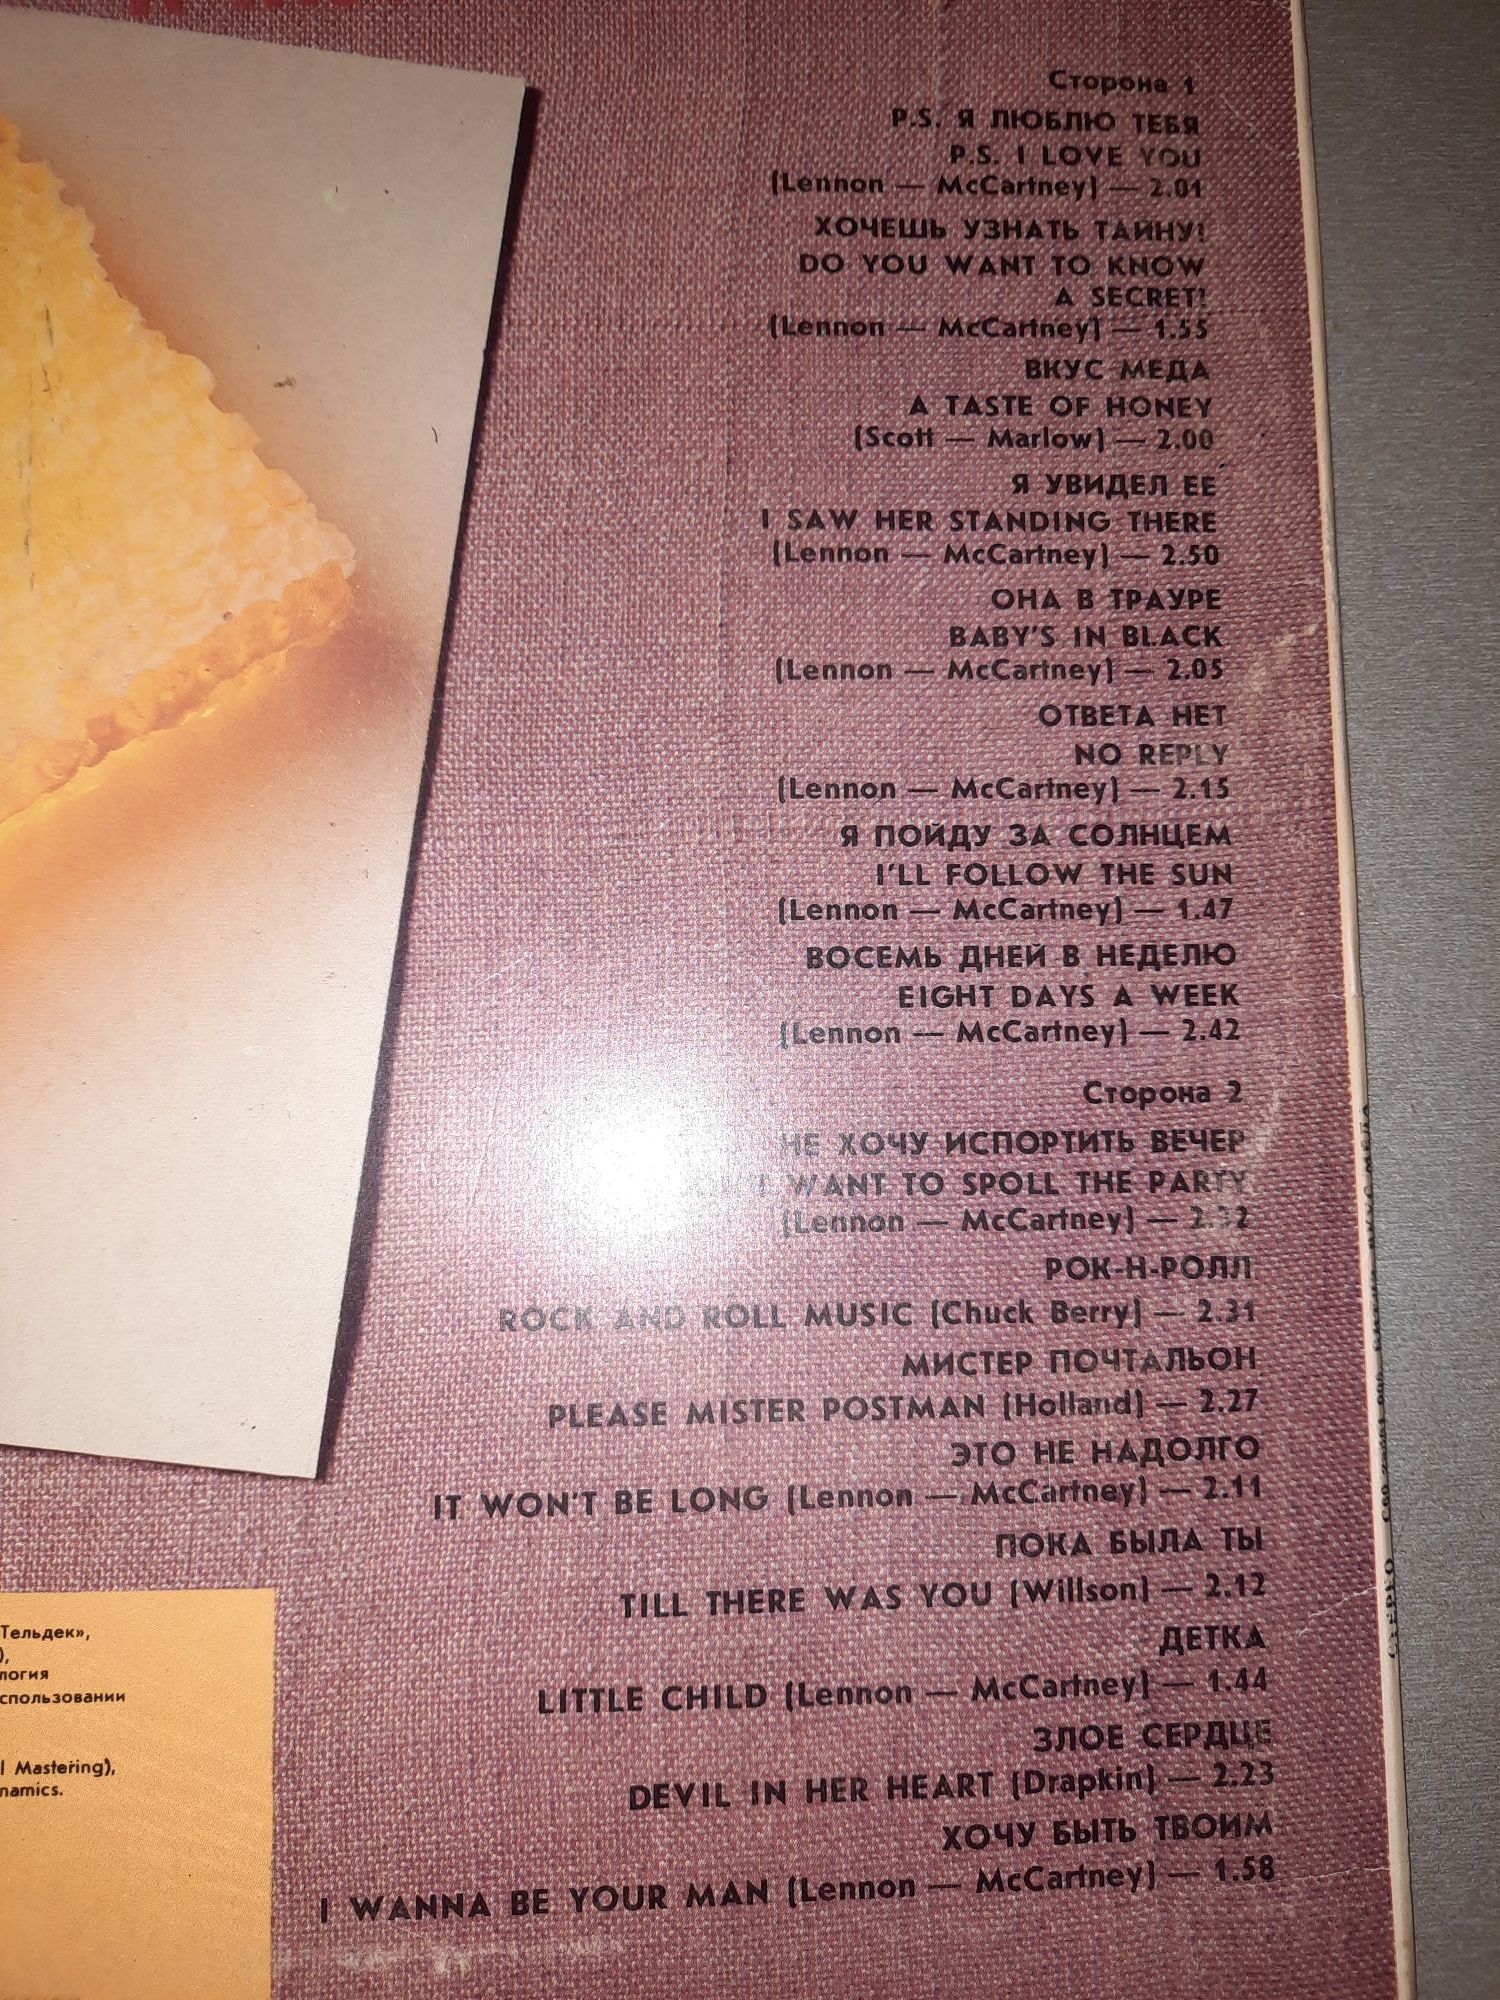 Сторона 1
P.S. Я ЛЮБЛЮ ТЕБЯ
P.S. I LOVE YOU
(Lennon — McCartney) — 2.01
ХОЧЕШЬ УЗНАТЬ ТАЙНУ!
DO YOU WANT TO KNOW
A SECRET!
(Lennon — McCartney) — 1.55
ВКУС МЕДА
A TASTE OF HONEY
(Scott — Marlow) — 2.00
Я УВИДЕЛ ЕЕ
I SAW HER STANDING THERE
(Lennon — McCartney) — 2.50
ОНА В ТРАУРЕ
BABY'S IN BLACK
(Lennon — McCartney) — 2.05
ОТВЕТА НЕТ
NO REPLY
(Lennon — McCartney) — 2.15
Я ПОЙДУ ЗА СОЛНЦЕМ
I'LL FOLLOW THE SUN
(Lennon — McCartney) — 1.47
ВОСЕМЬ ДНЕЙ В НЕДЕЛЮ
EIGHT DAYS A WEEK
(Lennon — McCartney) — 2.42
Сторона 2
НЕ ХОЧУ ИСПОРТИТЬ ВЕЧЕР
WANT TO SPOLL THE PARTY
(Lennon — McCartney) — 2.32
РОК-Н-РОЛЛ
ROCK AND ROLL MUSIC (Chuck Berry) — 2.31
МИСТЕР ПОЧТАЛЬОН
PLEASE MISTER POSTMAN (Holland) — 2.27
ЭТО НЕ НАДОЛГО
IT WON'T BE LONG (Lennon — McCartney) — 2.11
ПОКА БЫЛА ТЫ
TILL THERE WAS YOU (Willson) — 2.12
ДЕТКА
LITTLE CHILD (Lennon — McCartney) — 1.44
ЗЛОЕ СЕРДЦЕ
DEVIL IN HER HEART (Drapkin) — 2.23
ХОЧУ БЫТЬ ТВОИМ
I WANNA BE YOUR MAN (Lennon — McCartney) — 1.58
Тельдек»,
),
логия
спользовании
l Mastering),
namics.
СТЕРЕО